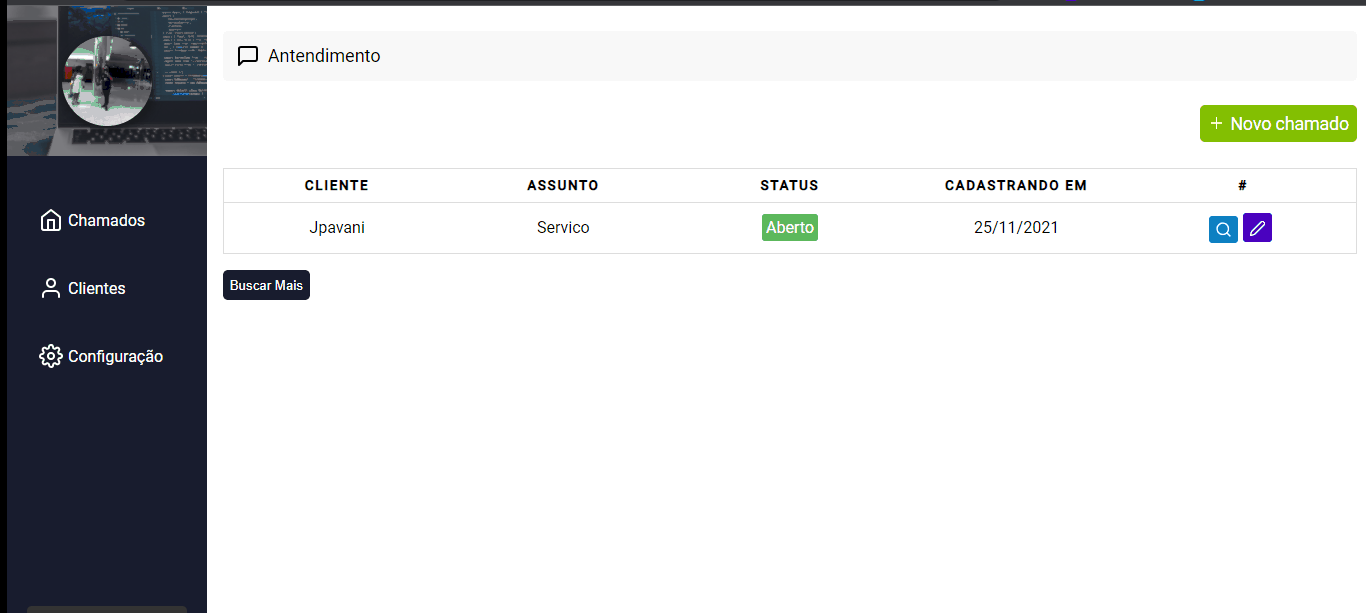 Antendimento
+ Novo chamado
CLIENTE ASSUNTO STATUS CADASTRANDO EM #
Jpavani Servico Aberto 25/11/2021
Buscar Mais
Chamados
Clientes
Configuração